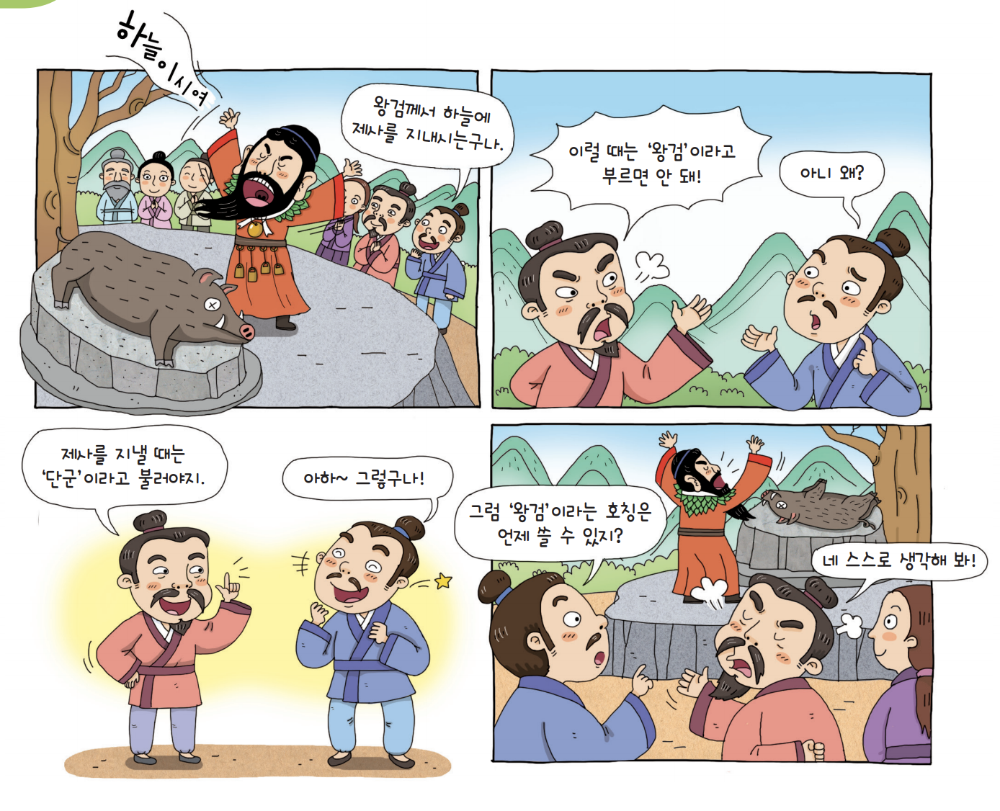 하늘이시여
왕검께서 하늘에
제사를 지내시는구나.
이럴 때는 ‘왕검’이라고
부르면 안 돼!
아니 왜?
제사를 지낼 때는
‘단군’이라고 불러야지.
아하~ 그렇구나!
그럼 ‘왕검’이라는 호칭은
언제 쓸 수 있지?
네 스스로 생각해 봐!